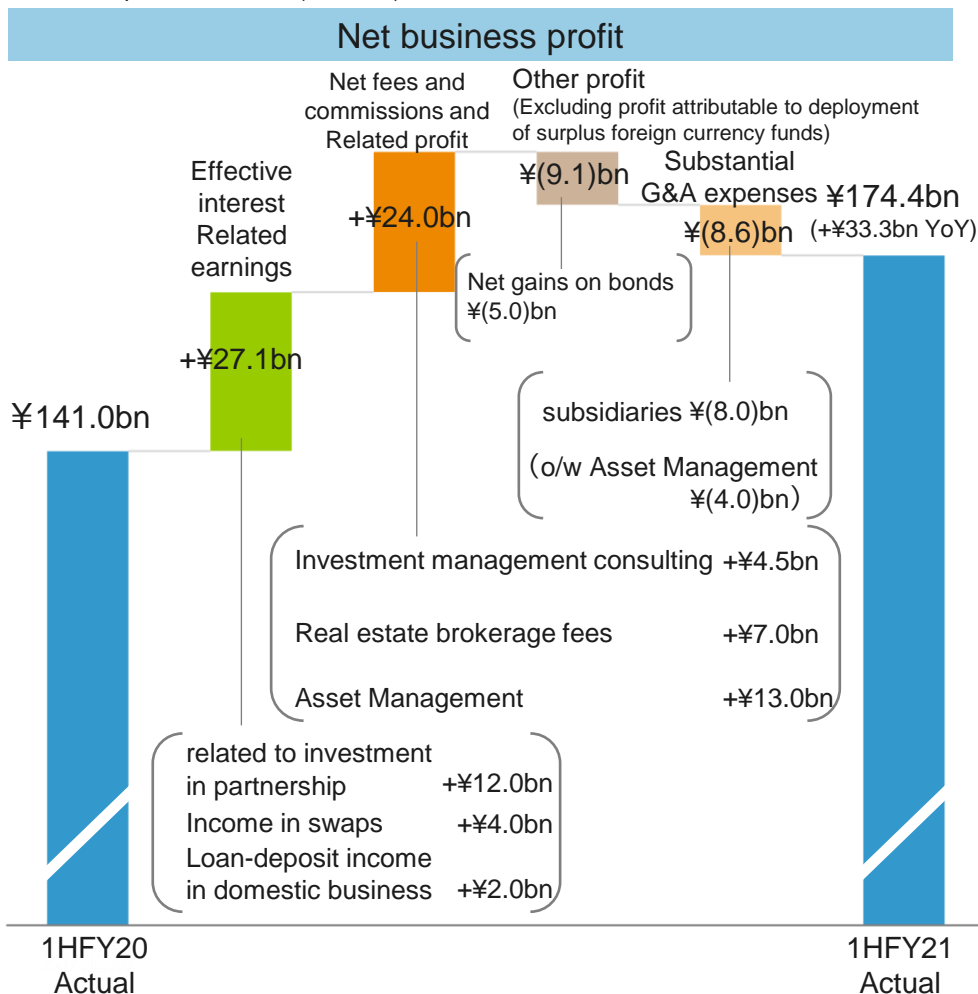 Net business profit
Net fees and
commissions and
Related profit
Other profit
(Excluding profit attributable to deployment
of surplus foreign currency funds)
Effective
interest
Related
earnings
Substantial
G&A expenses
¥174.4bn
(+¥33.3bn YoY)
¥(9.1)bn
+¥24.0bn
¥(8.6)bn
Net gains on bonds
¥(5.0)bn
+¥27.1bn
¥141.0bn
subsidiaries ¥(8.0)bn
(o/w Asset Management
¥(4.0)bn)
Investment management consulting +¥4.5bn
Real estate brokerage fees +¥7.0bn
Asset Management +¥13.0bn
related to investment
in partnership +¥12.0bn
Income in swaps +¥4.0bn
Loan-deposit income
in domestic business +¥2.0bn
1HFY20
Actual
1HFY21
Actual